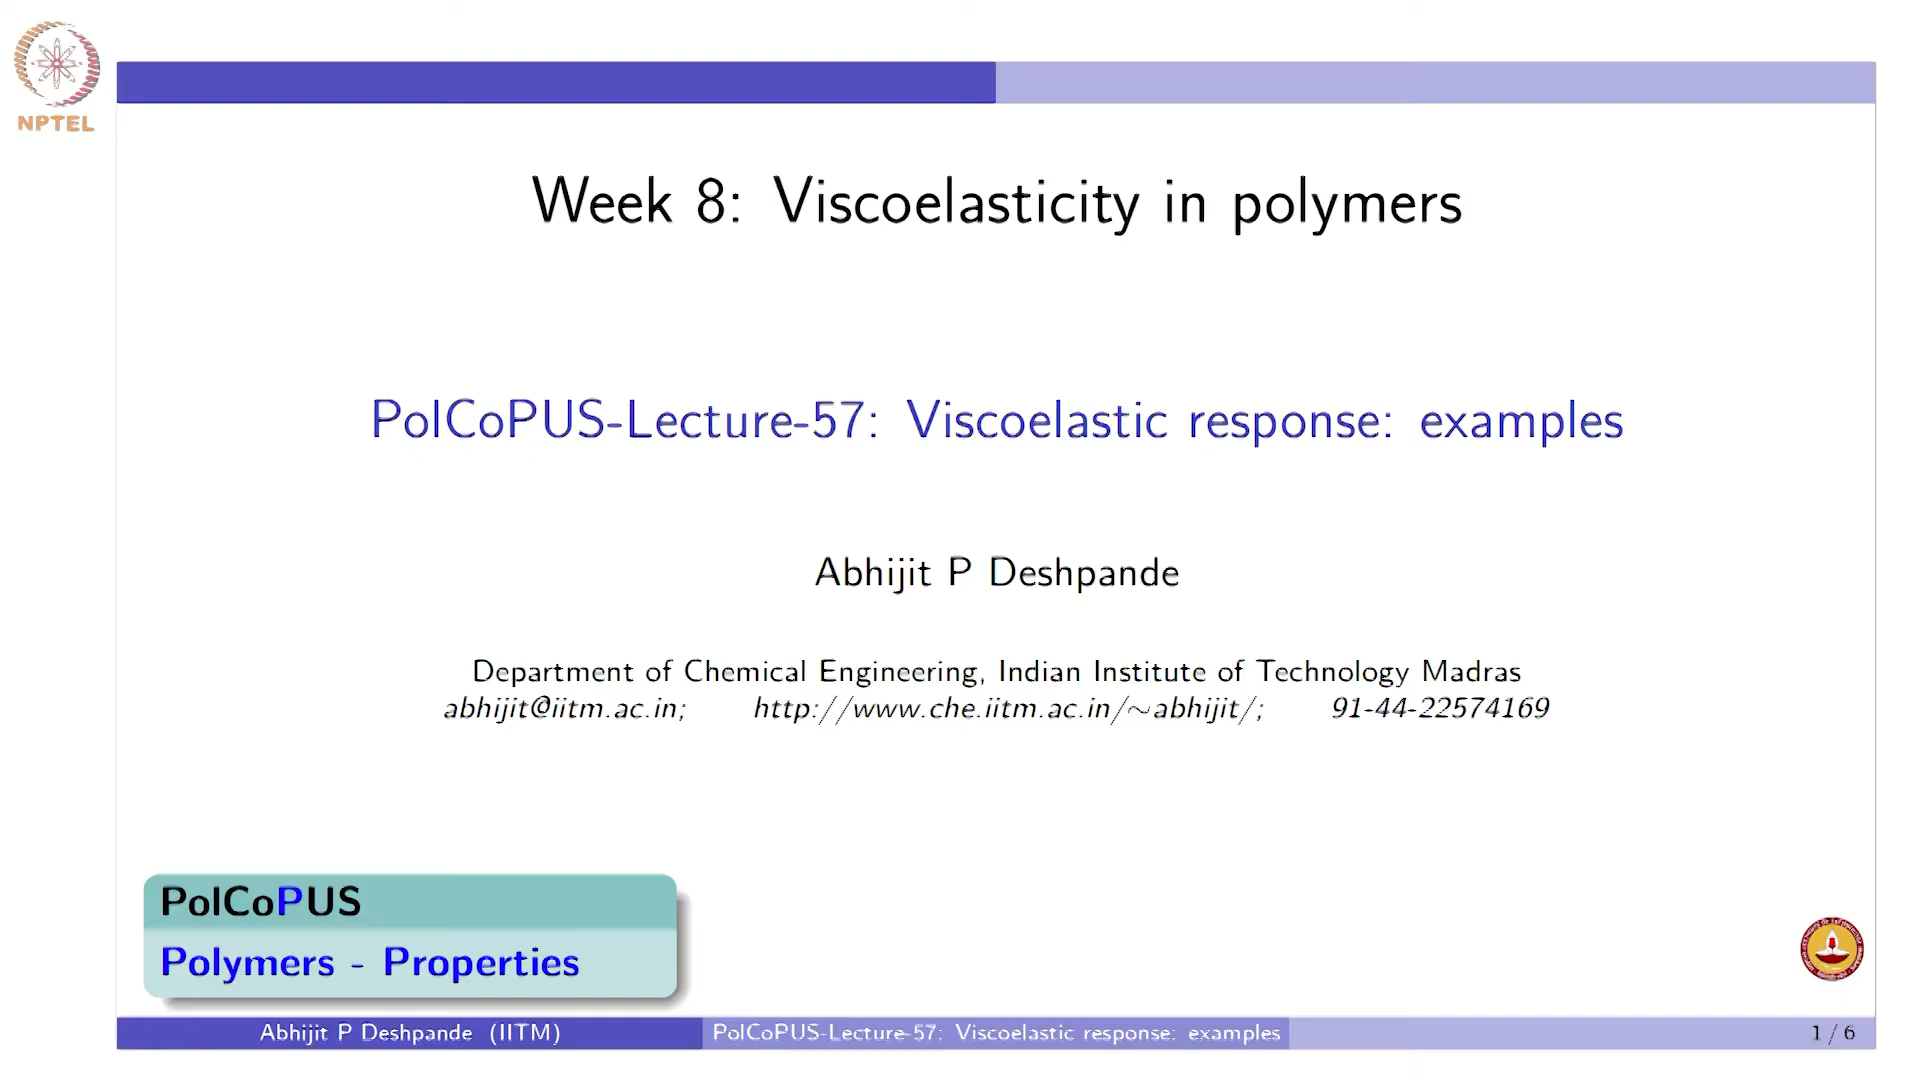 NPTEL
Week 8: Viscoelasticity in polymers
PolCoPUS-Lecture-57: Viscoelastic response: examples
Abhijit P Deshpande
Department of Chemical Engineering, Indian Institute of Technology Madras
abhijit@iitm.ac.in; http://www.che.iitm.ac.in/~abhijit/; 91-44-22574169
PolCoPUS
Polymers - Properties
Abhijit P Deshpande (IITM) PolCoPUS-Lecture-57: Viscoelastic response: examples 1 / 6